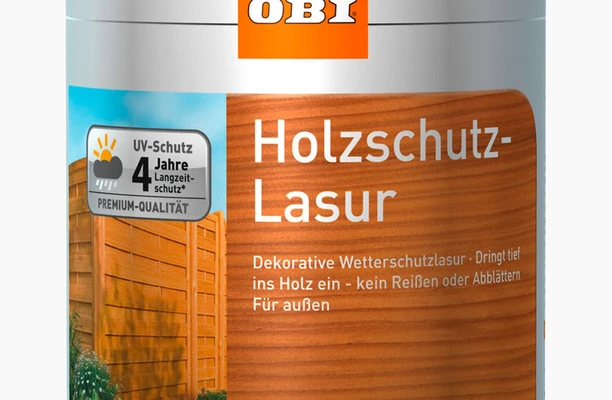 OBI
UV-Schutz
4 Jahre
Langzeit-
schutz*
PREMIUM-QUALITÄT
Holzschutz-
Lasur
Dekorative Wetterschutzlasur · Dringt tief
ins Holz ein - kein Reißen oder Abblättern
Für außen